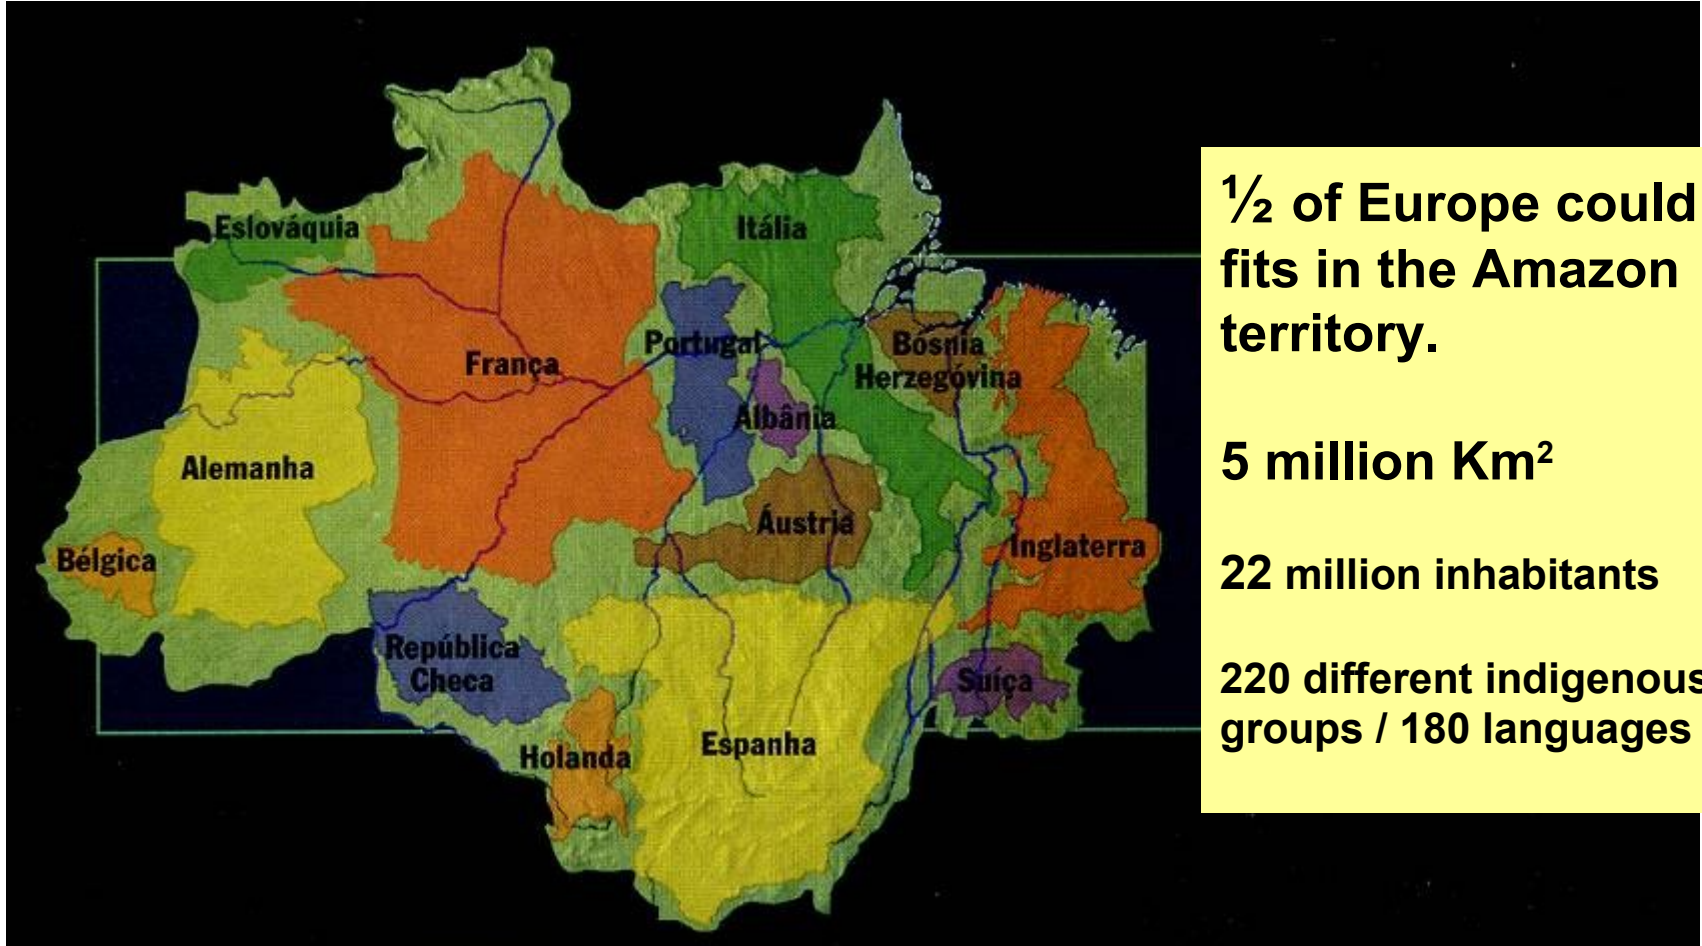 Eslováquia
Itália
Portugal
França
Bósnia
Herzegóvina
Albânia
Alemanha
Áustria
Inglaterra
Bélgica
República
Checa
Suíça
Holanda
Espanha
½ of Europe could
fits in the Amazon
territory.
5 million Km²
22 million inhabitants
220 different indigenous
groups / 180 languages